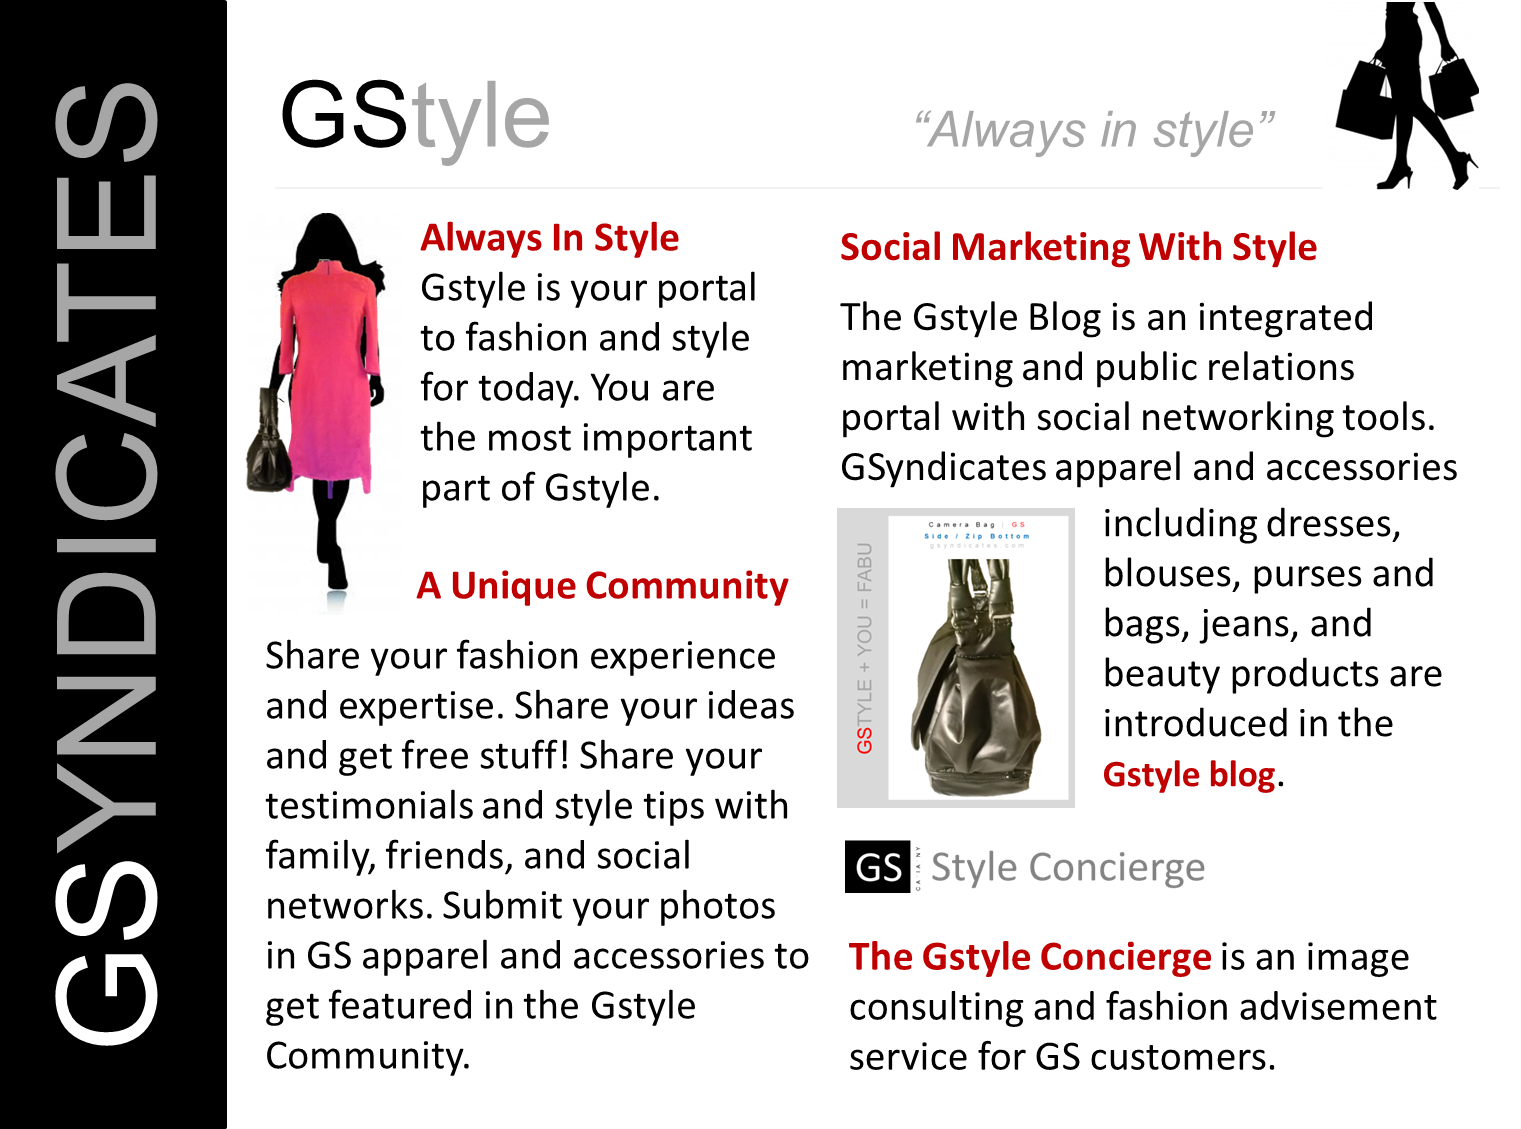 GSYNDICATES
GStyle
“Always in style”
Always In Style
Gstyle is your portal
to fashion and style
for today. You are
the most important
part of Gstyle.
A Unique Community
Share your fashion experience
and expertise. Share your ideas
and get free stuff! Share your
testimonials and style tips with
family, friends, and social
networks. Submit your photos
in GS apparel and accessories to
get featured in the Gstyle
Community.
Social Marketing With Style
The Gstyle Blog is an integrated
marketing and public relations
portal with social networking tools.
GSyndicates apparel and accessories
including dresses,
blouses, purses and
bags, jeans, and
beauty products are
introduced in the
Gstyle blog.
GSTYLE + YOU = FABU
Camera Bag | GS
Side / Zip Bottom
gsyndicates.com
GS Style Concierge
The Gstyle Concierge is an image
consulting and fashion advisement
service for GS customers.